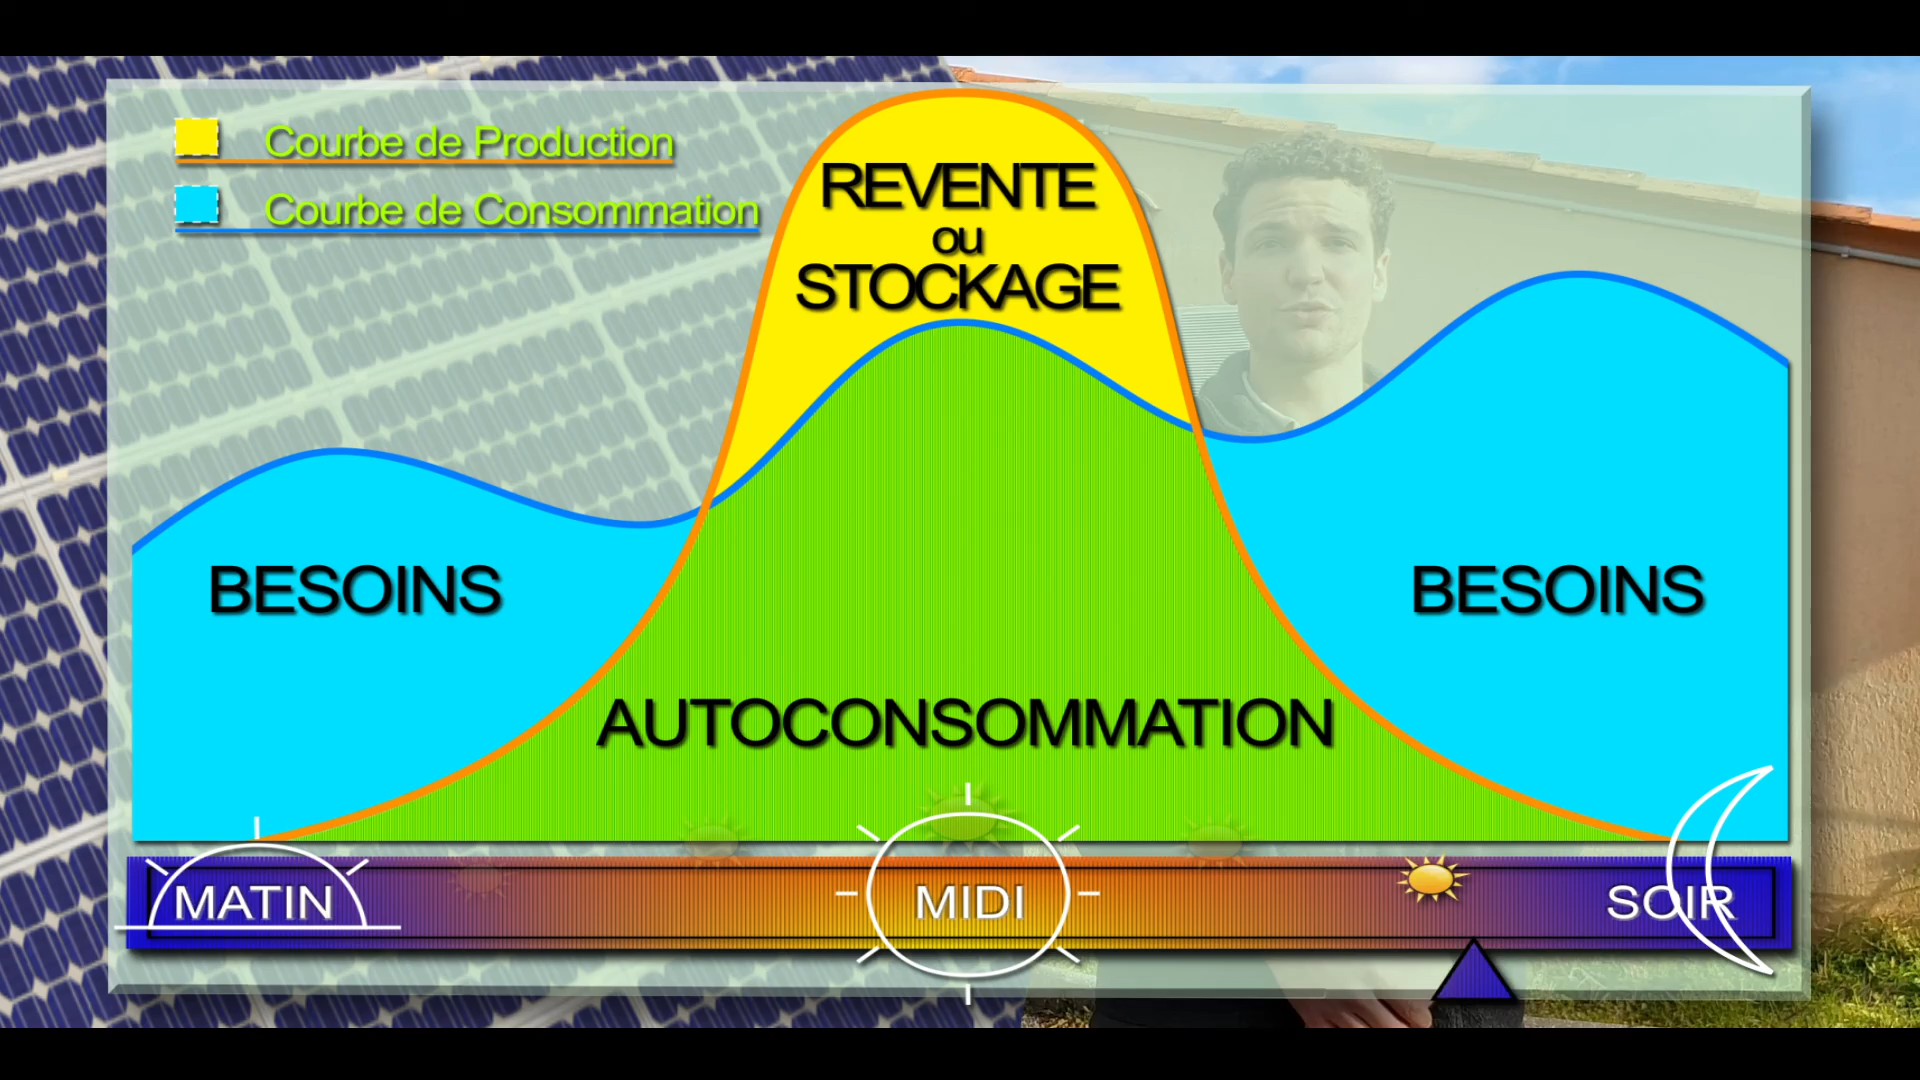 Courbe de Production
Courbe de Consommation
REVENTE
ou
STOCKAGE
BESOINS
BESOINS
AUTOCONSOMMATION
MATIN
MIDI
SOIR